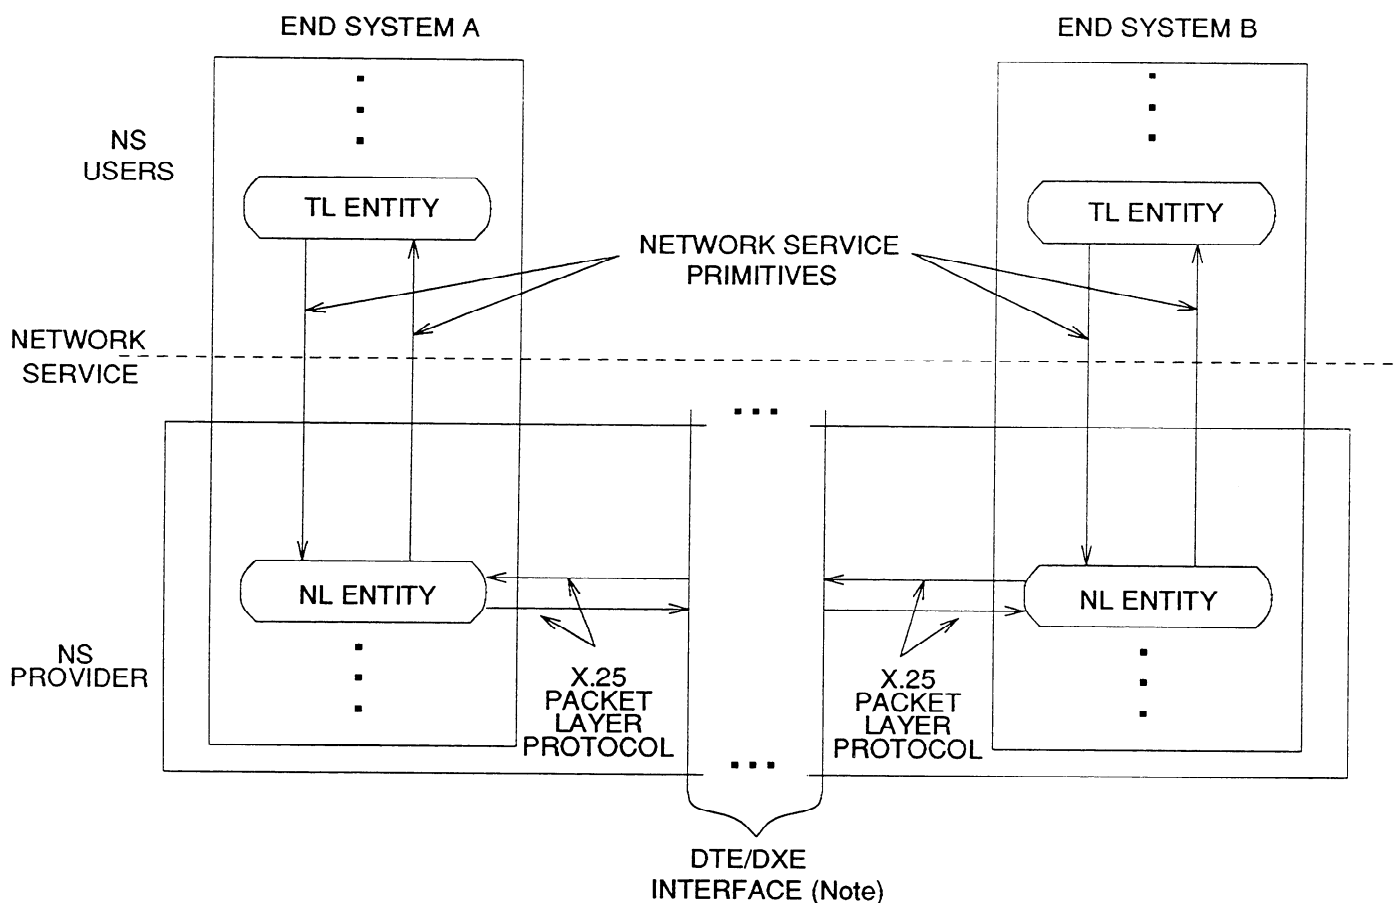 END SYSTEM A
END SYSTEM B
NS
USERS
TL ENTITY
TL ENTITY
NETWORK SERVICE
PRIMITIVES
NETWORK
SERVICE
NL ENTITY
NL ENTITY
NS
PROVIDER
X.25
PACKET
LAYER
PROTOCOL
X.25
PACKET
LAYER
PROTOCOL
DTE/DXE
INTERFACE (Note)